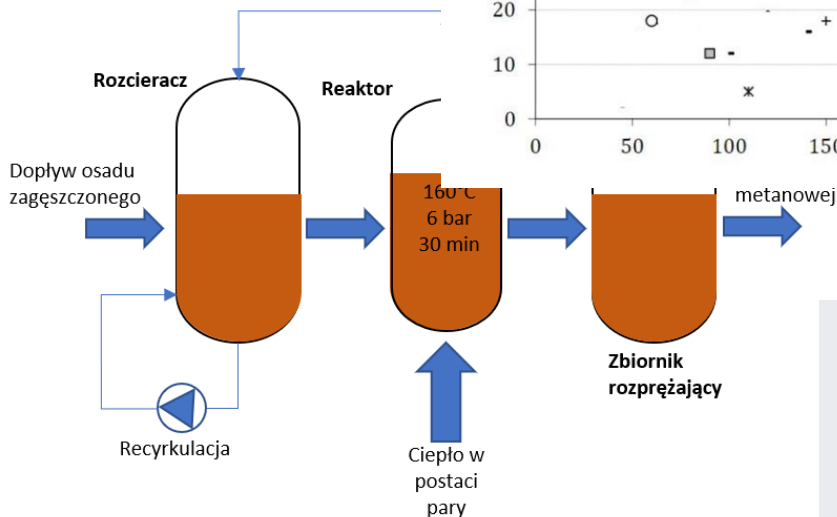 20
10
0
0
50
100
Rozcieracz
Reaktor
Dopływ osadu
zagęszczonego
160°C
6 bar
30 min
metanowej
Zbiornik
rozprężający
Recyrkulacja
Ciepło w
postaci
pary